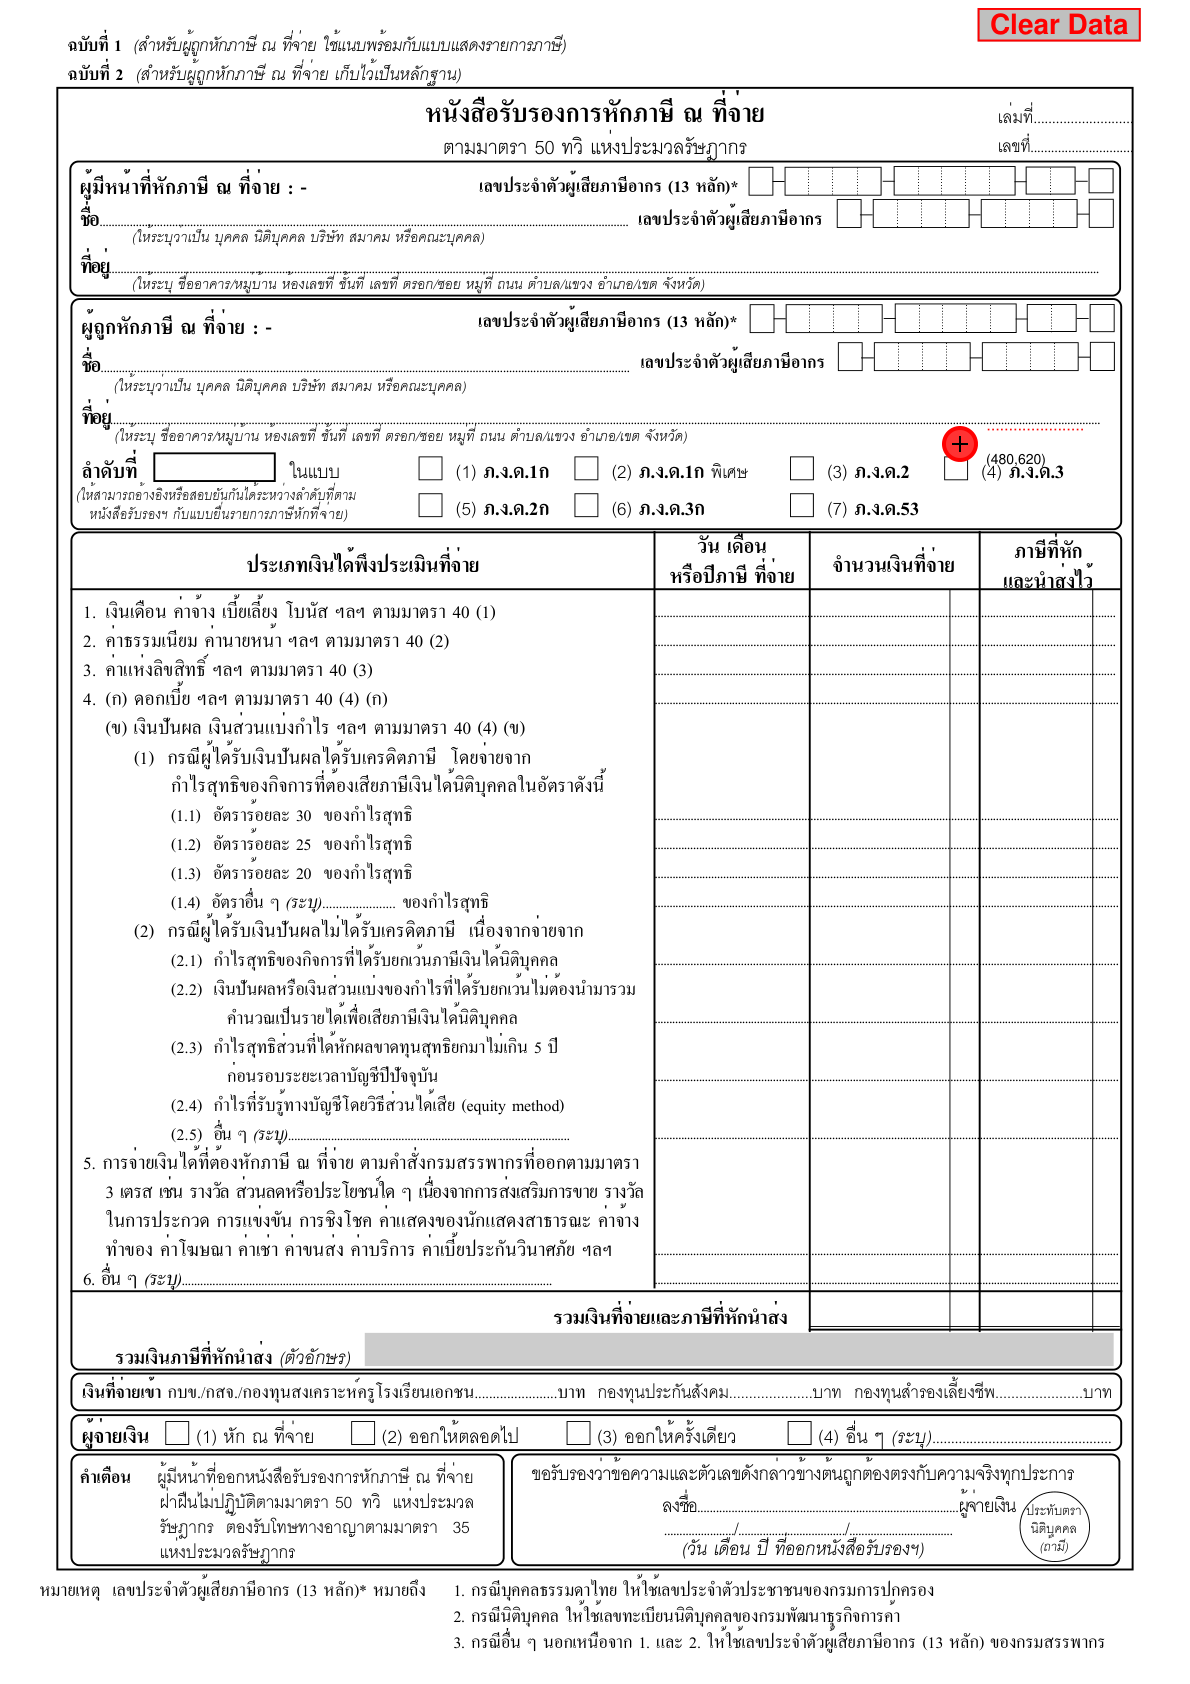 Clear Data
ฉบับที่ 1 (สำหรับผู้ถูกหักภาษี ณ ที่จ่าย ใช้แนบพร้อมกับแบบแสดงรายการภาษี)
ฉบับที่ 2 (สำหรับผู้ถูกหักภาษี ณ ที่จ่าย เก็บไว้เป็นหลักฐาน)
หนังสือรับรองการหักภาษี ณ ที่จ่าย
เล่มที่..........................
ตามมาตรา 50 ทวิ แห่งประมวลรัษฎากร
เลขที่..........................
ผู้มีหน้าที่หักภาษี ณ ที่จ่าย : - เลขประจำตัวผู้เสียภาษีอากร (13 หลัก)*
ชื่อ.......................... เลขประจำตัวผู้เสียภาษีอากร
(ให้ระบุว่าเป็น บุคคล นิติบุคคล บริษัท สมาคม หรือคณะบุคคล)
ที่อยู่..........................
(ให้ระบุ ชื่ออาคาร/หมู่บ้าน ห้องเลขที่ ชั้นที่ เลขที่ ตรอก/ซอย หมู่ที่ ถนน ตำบล/แขวง อำเภอ/เขต จังหวัด)
ผู้ถูกหักภาษี ณ ที่จ่าย : - เลขประจำตัวผู้เสียภาษีอากร (13 หลัก)*
ชื่อ.......................... เลขประจำตัวผู้เสียภาษีอากร
(ให้ระบุว่าเป็น บุคคล นิติบุคคล บริษัท สมาคม หรือคณะบุคคล)
ที่อยู่..........................
(ให้ระบุ ชื่ออาคาร/หมู่บ้าน ห้องเลขที่ ชั้นที่ เลขที่ ตรอก/ซอย หมู่ที่ ถนน ตำบล/แขวง อำเภอ/เขต จังหวัด)
(480,620)
ลำดับที่ ในแบบ (1) ภ.ง.ด.1ก (2) ภ.ง.ด.1ก พิเศษ (3) ภ.ง.ด.2 (4) ภ.ง.ด.3
(ให้สามารถอ้างอิงหรือสอบยันกันได้ระหว่างลำดับที่ตาม
หนังสือรับรองฯ กับแบบยื่นรายการภาษีหักที่จ่าย)
(5) ภ.ง.ด.2ก (6) ภ.ง.ด.3ก (7) ภ.ง.ด.53
ประเภทเงินได้พึงประเมินที่จ่าย
วัน เดือน
หรือปีภาษี ที่จ่าย
จำนวนเงินที่จ่าย
ภาษีที่หัก
และนำส่งไว้
1. เงินเดือน ค่าจ้าง เบี้ยเลี้ยง โบนัส ฯลฯ ตามมาตรา 40 (1)
2. ค่าธรรมเนียม ค่านายหน้า ฯลฯ ตามมาตรา 40 (2)
3. ค่าแห่งลิขสิทธิ์ ฯลฯ ตามมาตรา 40 (3)
4. (ก) ดอกเบี้ย ฯลฯ ตามมาตรา 40 (4) (ก)
(ข) เงินปันผล เงินส่วนแบ่งกำไร ฯลฯ ตามมาตรา 40 (4) (ข)
(1) กรณีผู้ได้รับเงินปันผลได้รับเครดิตภาษี โดยจ่ายจาก
กำไรสุทธิของกิจการที่ต้องเสียภาษีเงินได้นิติบุคคลในอัตราดังนี้
(1.1) อัตราร้อยละ 30 ของกำไรสุทธิ
(1.2) อัตราร้อยละ 25 ของกำไรสุทธิ
(1.3) อัตราร้อยละ 20 ของกำไรสุทธิ
(1.4) อัตราอื่น ๆ (ระบุ)...................... ของกำไรสุทธิ
(2) กรณีผู้ได้รับเงินปันผลไม่ได้รับเครดิตภาษี เนื่องจากจ่ายจาก
(2.1) กำไรสุทธิของกิจการที่ได้รับยกเว้นภาษีเงินได้นิติบุคคล
(2.2) เงินปันผลหรือเงินส่วนแบ่งของกำไรที่ได้รับยกเว้นไม่ต้องนำมารวม
คำนวณเป็นรายได้เพื่อเสียภาษีเงินได้นิติบุคคล
(2.3) กำไรสุทธิส่วนที่ได้หักผลขาดทุนสุทธิยกมาไม่เกิน 5 ปี
ก่อนรอบระยะเวลาบัญชีปีปัจจุบัน
(2.4) กำไรที่รับรู้ทางบัญชีโดยวิธีส่วนได้เสีย (equity method)
(2.5) อื่น ๆ (ระบุ)..........................
5. การจ่ายเงินได้ที่ต้องหักภาษี ณ ที่จ่าย ตามคำสั่งกรมสรรพากรที่ออกตามมาตรา
3 เตรส เช่น รางวัล ส่วนลดหรือประโยชน์ใด ๆ เนื่องจากการส่งเสริมการขาย รางวัล
ในการประกวด การแข่งขัน การชิงโชค ค่าแสดงของนักแสดงสาธารณะ ค่าจ้าง
ทำของ ค่าโฆษณา ค่าเช่า ค่าขนส่ง ค่าบริการ ค่าเบี้ยประกันวินาศภัย ฯลฯ
6. อื่น ๆ (ระบุ)..........................
รวมเงินที่จ่ายและภาษีที่หักนำส่ง
รวมเงินภาษีที่หักนำส่ง (ตัวอักษร)
เงินที่จ่ายเข้า กบข./กสจ./กองทุนสงเคราะห์ครูโรงเรียนเอกชน......................บาท กองทุนประกันสังคม......................บาท กองทุนสำรองเลี้ยงชีพ......................บาท
ผู้จ่ายเงิน (1) หัก ณ ที่จ่าย (2) ออกให้ตลอดไป (3) ออกให้ครั้งเดียว (4) อื่น ๆ (ระบุ)..........................
คำเตือน ผู้มีหน้าที่ออกหนังสือรับรองการหักภาษี ณ ที่จ่าย
ฝ่าฝืนไม่ปฏิบัติตามมาตรา 50 ทวิ แห่งประมวล
รัษฎากร ต้องรับโทษทางอาญาตามมาตรา 35
แห่งประมวลรัษฎากร
ขอรับรองว่าข้อความและตัวเลขดังกล่าวข้างต้นถูกต้องตรงกับความจริงทุกประการ
ลงชื่อ..........................ผู้จ่ายเงิน
................../........................../..........................
(วัน เดือน ปี ที่ออกหนังสือรับรองฯ)
ประทับตรา
นิติบุคคล
(ถ้ามี)
หมายเหตุ เลขประจำตัวผู้เสียภาษีอากร (13 หลัก)* หมายถึง 1. กรณีบุคคลธรรมดาไทย ให้ใช้เลขประจำตัวประชาชนของกรมการปกครอง
2. กรณีนิติบุคคล ให้ใช้เลขทะเบียนนิติบุคคลของกรมพัฒนาธุรกิจการค้า
3. กรณีอื่น ๆ นอกเหนือจาก 1. และ 2. ให้ใช้เลขประจำตัวผู้เสียภาษีอากร (13 หลัก) ของกรมสรรพากร